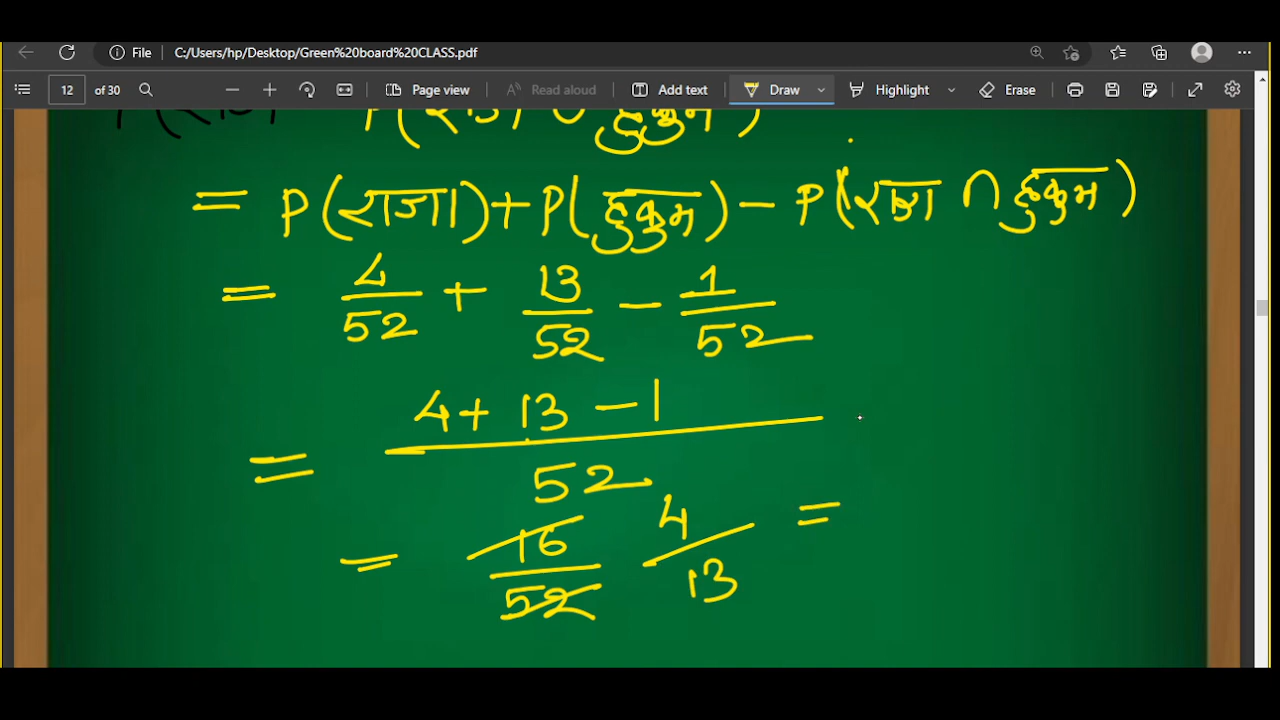 File C:/Users/hp/Desktop/Green%20board%20CLASS.pdf
12 of 30 Page view Read aloud Add text Draw Highlight Erase
P(राजा ∪ हुकुम)
= P(राजा) + P(हुकुम) - P(राजा ∩ हुकुम)
= 4/52 + 13/52 - 1/52
= 4 + 13 - 1 / 52
= 16/52 4/13 =